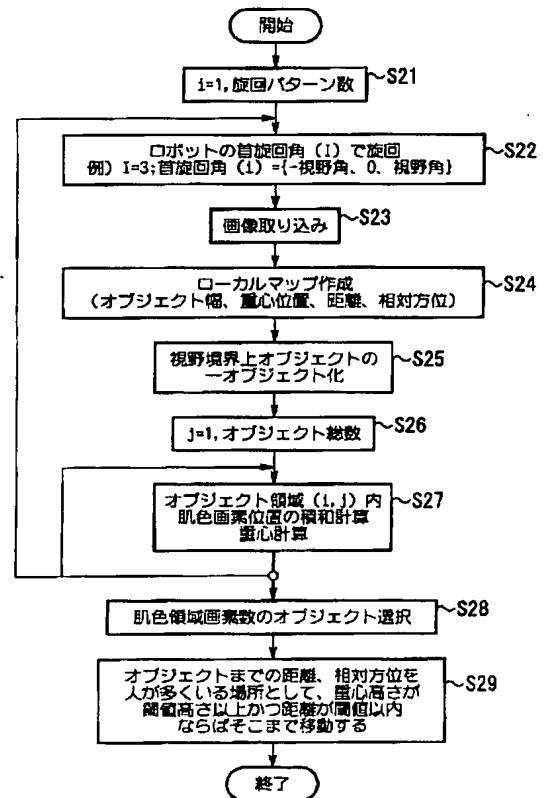 開始
i=1,旋回パターン数
S21
ロボットの首旋回角 (I) で旋回
例) I=3;首旋回角 (i) ={-視野角、0、視野角}
S22
画像取り込み
S23
ローカルマップ作成
(オブジェクト幅、重心位置、距離、相対方位)
S24
視野境界上オブジェクトの
一オブジェクト化
S25
j=1,オブジェクト総数
S26
オブジェクト領域 (i,j) 内
肌色画素位置の積和計算
重心計算
S27
肌色領域画素数のオブジェクト選択
S28
オブジェクトまでの距離、相対方位を
人が多くいる場所として、重心高さが
閾値高さ以上かつ距離が閾値以内
ならばそこまで移動する
S29
終了